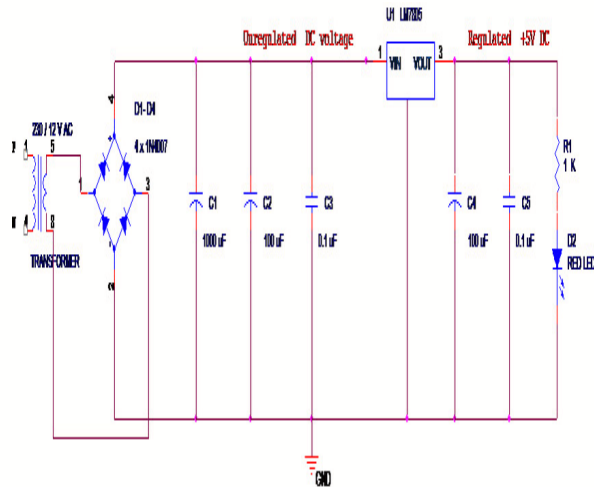 U1 LM7805
Unregulated DC voltage
Regulated +5V DC
1
VIN VOUT
3
4
D1-D4
4 x 1N4007
230 / 12 V AC
P 1
5
1
3
R1
1 K
C1
1000 uF
C2
100 uF
C3
0.1 uF
C4
100 uF
C5
0.1 uF
D2
RED LED
4
TRANSFORMER
2
GND